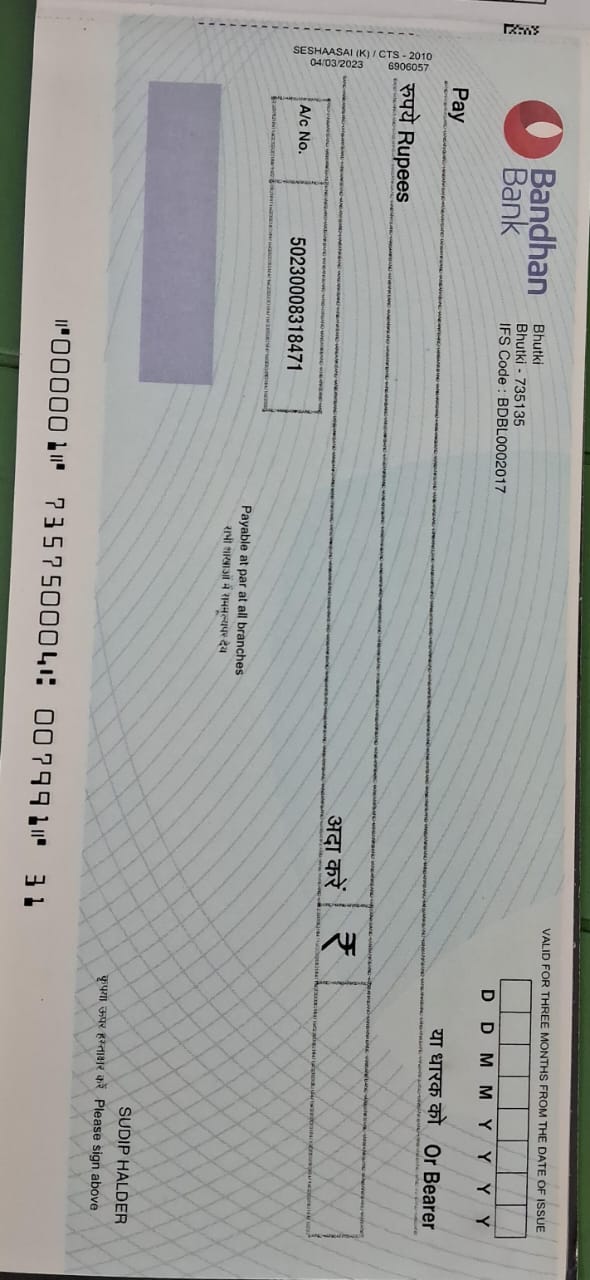 Bandhan
Bank
Bhutki
Bhutki - 735135
IFS Code : BDBL0002017
VALID FOR THREE MONTHS FROM THE DATE OF ISSUE
D D M M Y Y Y Y
Pay
या धारक को Or Bearer
रुपये Rupees
अदा करें ₹
A/c No. 50230008318471
SESHAASAI (K) / CTS - 2010
04/03/2023 6906057
Payable at par at all branches
सभी शाखाओं में सममूल्यपर देय
SUDIP HALDER
कृपया ऊपर हस्ताक्षर करें Please sign above
⑈000001⑈ 735750004⑆ 007991⑈ 31